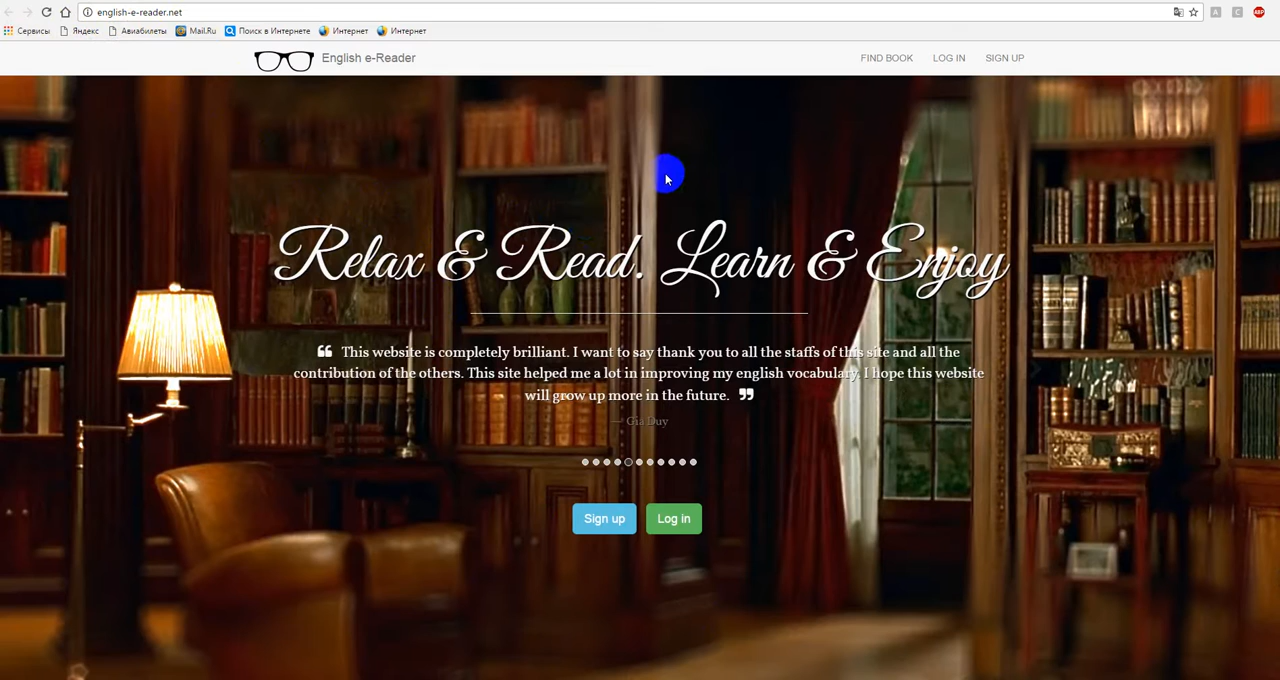 english-e-reader.net
Сервисы Яндекс Авиабилеты Mail.Ru Поиск в Интернете Интернет Интернет
English e-Reader FIND BOOK LOG IN SIGN UP
Relax & Read. Learn & Enjoy
“ This website is completely brilliant. I want to say thank you to all the staffs of this site and all the
contribution of the others. This site helped me a lot in improving my english vocabulary. I hope this website
will grow up more in the future. ”
— Gia Duy
Sign up Log in